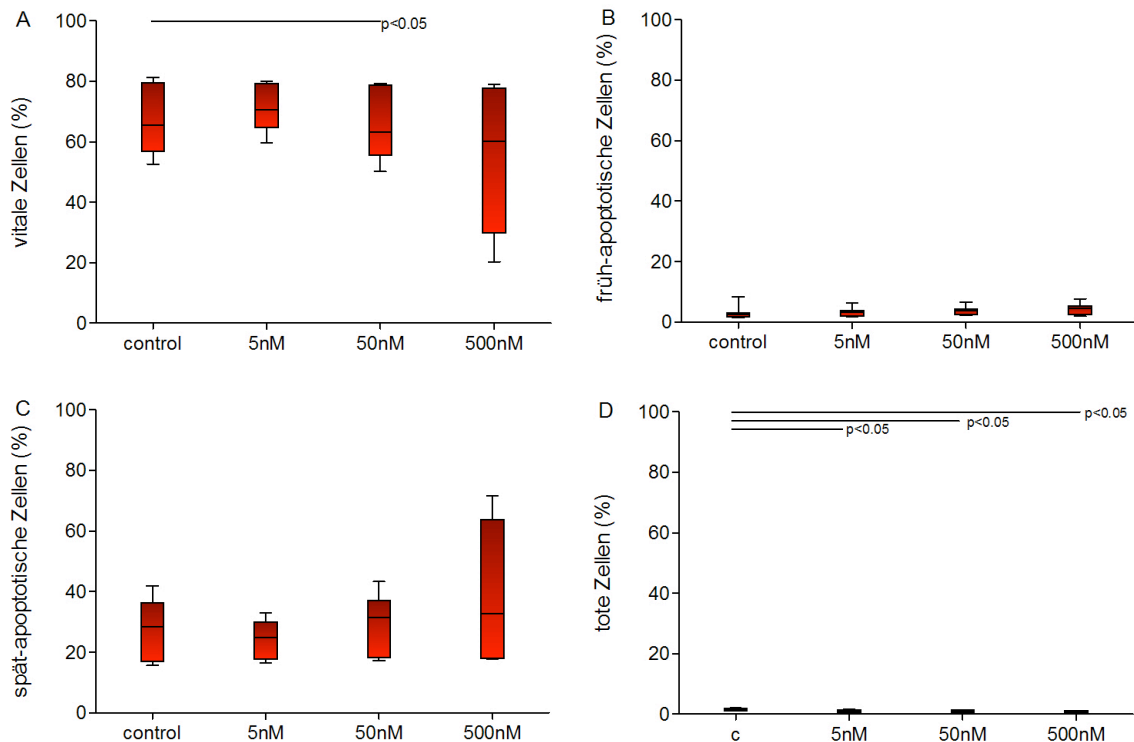 A
vitale Zellen (%)
100
80
60
40
20
0
p<0.05
control 5nM 50nM 500nM
B
früh-apoptotische Zellen (%)
100
80
60
40
20
0
control 5nM 50nM 500nM
C
spät-apoptotische Zellen (%)
100
80
60
40
20
0
control 5nM 50nM 500nM
D
tote Zellen (%)
100
80
60
40
20
0
p<0.05
p<0.05
p<0.05
c 5nM 50nM 500nM